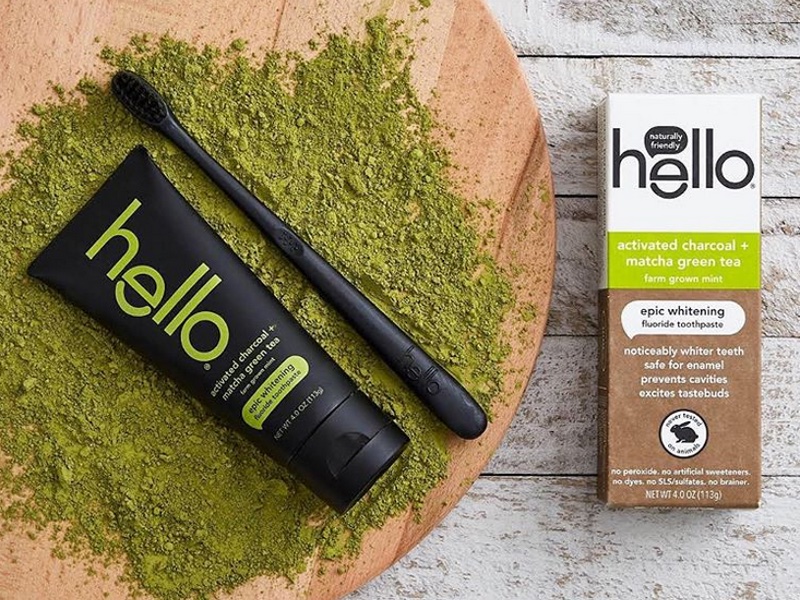 hello®
activated charcoal +
matcha green tea
farm grown mint
epic whitening
fluoride toothpaste
NET WT 4.0 OZ (113g)
hello
naturally
friendly
hello®
activated charcoal +
matcha green tea
farm grown mint
epic whitening
fluoride toothpaste
noticeably whiter teeth
safe for enamel
prevents cavities
excites tastebuds
never tested
on animals
no peroxide. no artificial sweeteners.
no dyes. no SLS/sulfates. no brainer.
NET WT 4.0 OZ (113g)